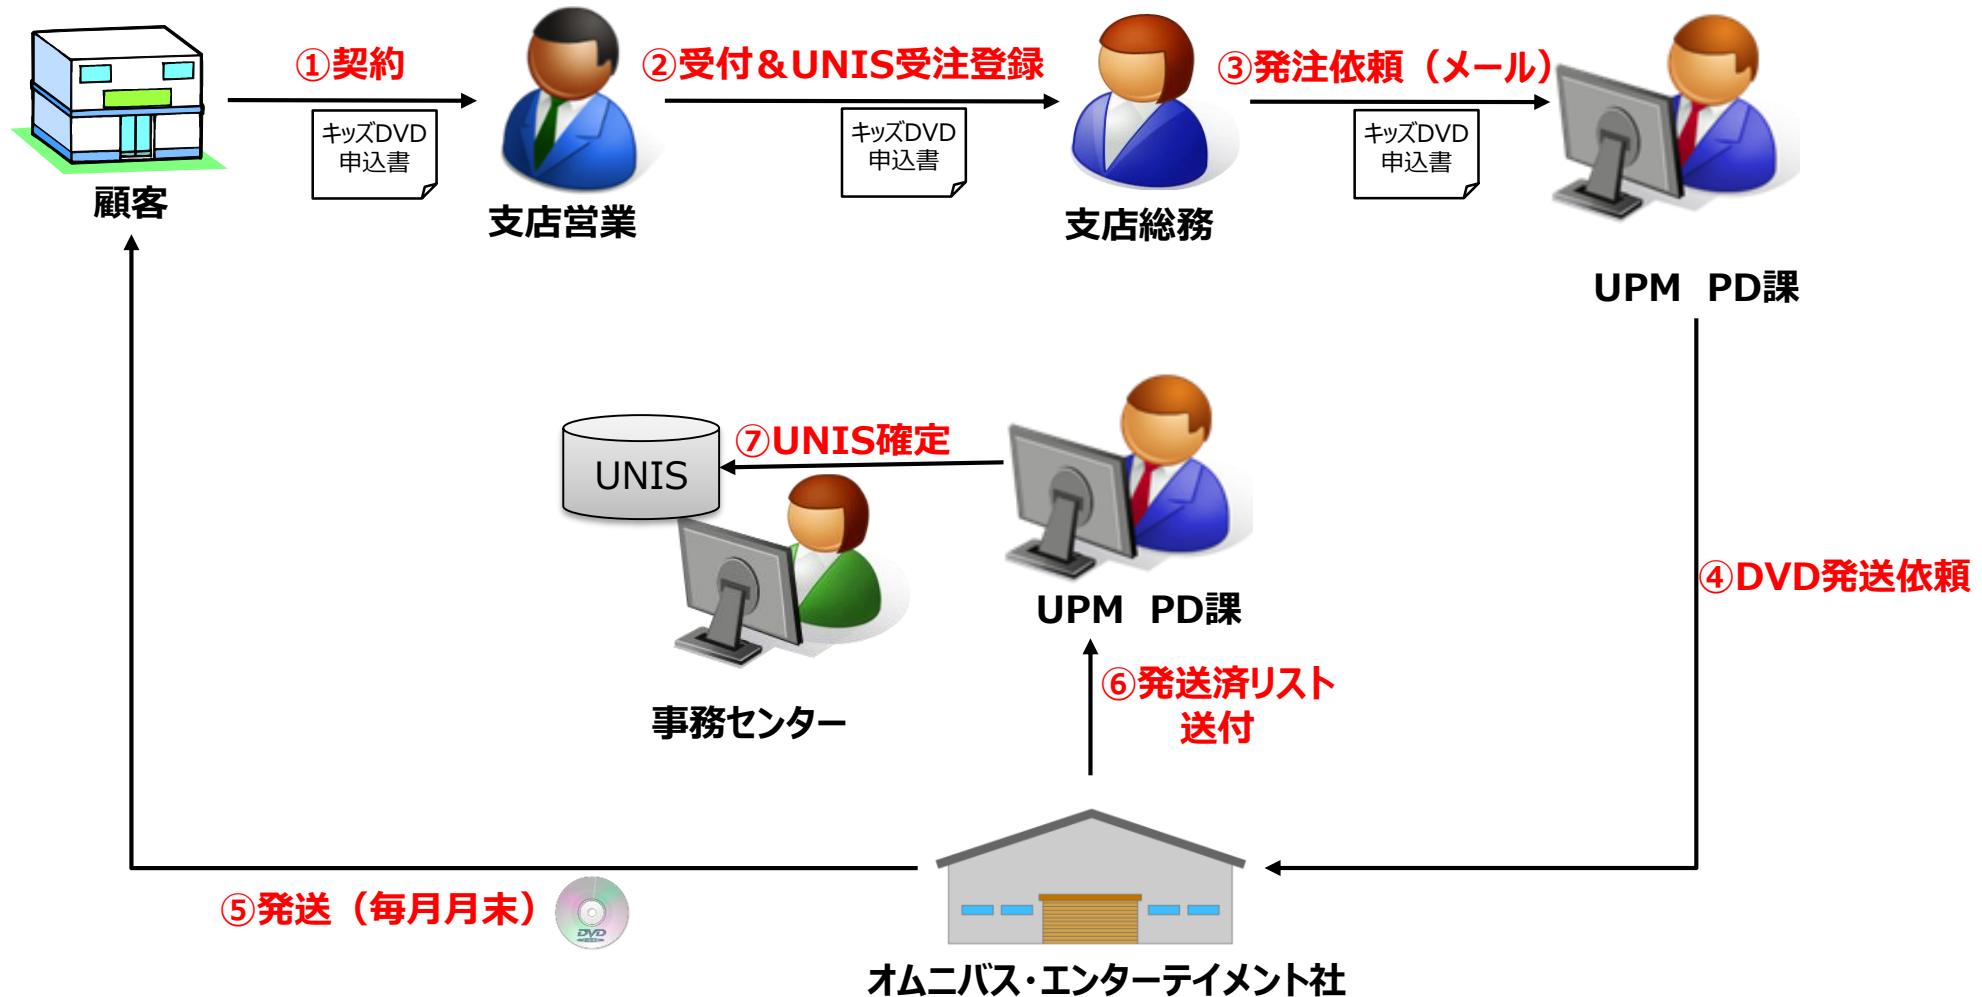 ①契約
②受付＆UNIS受注登録
③発注依頼（メール）
キッズDVD
申込書
キッズDVD
申込書
キッズDVD
申込書
顧客
支店営業
支店総務
UPM　PD課
⑦UNIS確定
UNIS
④DVD発送依頼
UPM　PD課
⑥発送済リスト
送付
事務センター
⑤発送（毎月月末）
DVD
オムニバス・エンターテイメント社